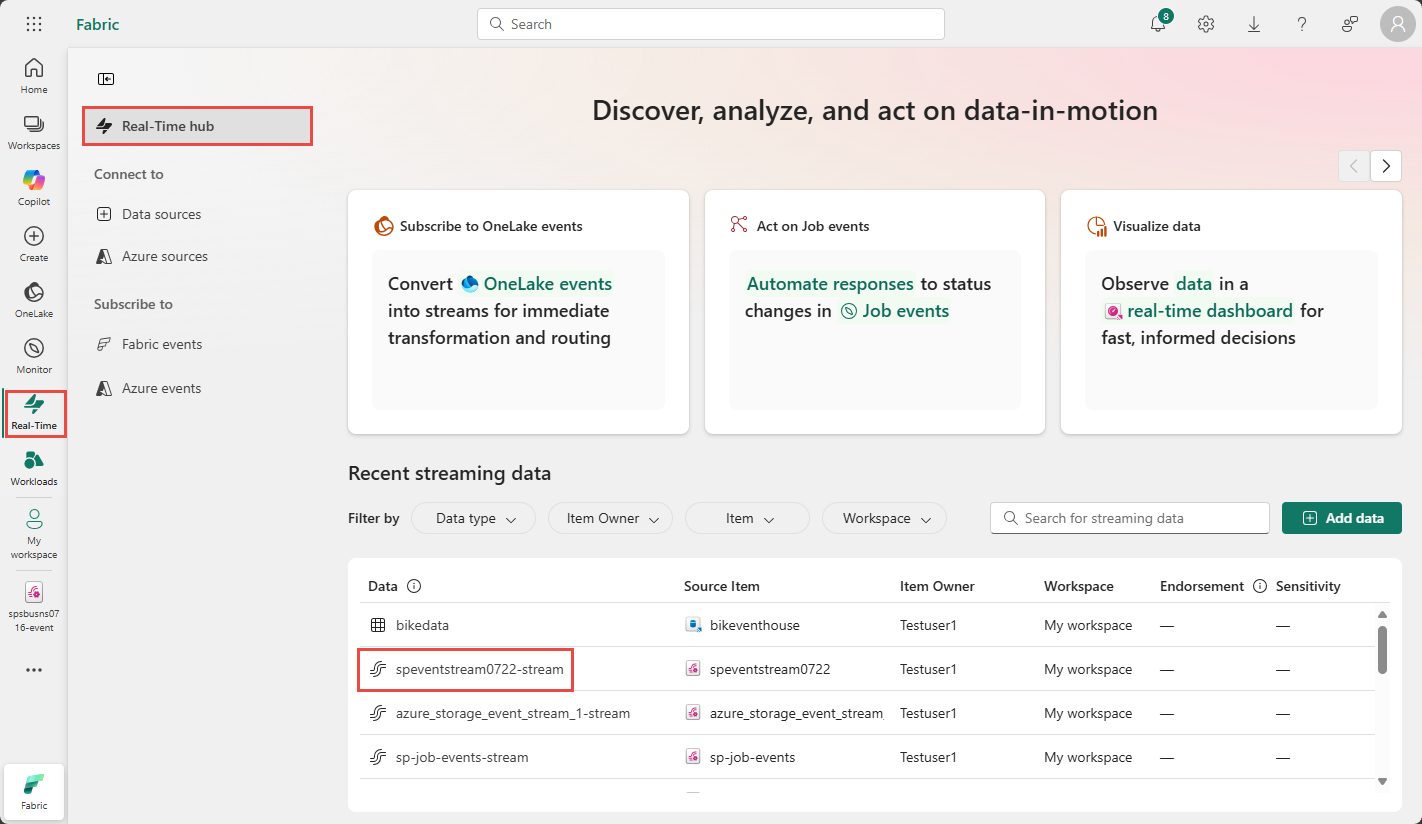 Fabric
Search
8
Home
Workspaces
Copilot
Create
OneLake
Monitor
Real-Time
Workloads
My
workspace
spsbusns07
16-event
Fabric
Real-Time hub
Connect to
Data sources
Azure sources
Subscribe to
Fabric events
Azure events
Discover, analyze, and act on data-in-motion
Subscribe to OneLake events
Convert OneLake events
into streams for immediate
transformation and routing
Act on Job events
Automate responses to status
changes in Job events
Visualize data
Observe data in a
real-time dashboard for
fast, informed decisions
Recent streaming data
Filter by Data type Item Owner Item Workspace Search for streaming data Add data
Data Source Item Item Owner Workspace Endorsement Sensitivity
bikedata bikeventhouse Testuser1 My workspace — —
speventstream0722-stream speventstream0722 Testuser1 My workspace — —
azure_storage_event_stream_1-stream azure_storage_event_stream_ Testuser1 My workspace — —
sp-job-events-stream sp-job-events Testuser1 My workspace — —